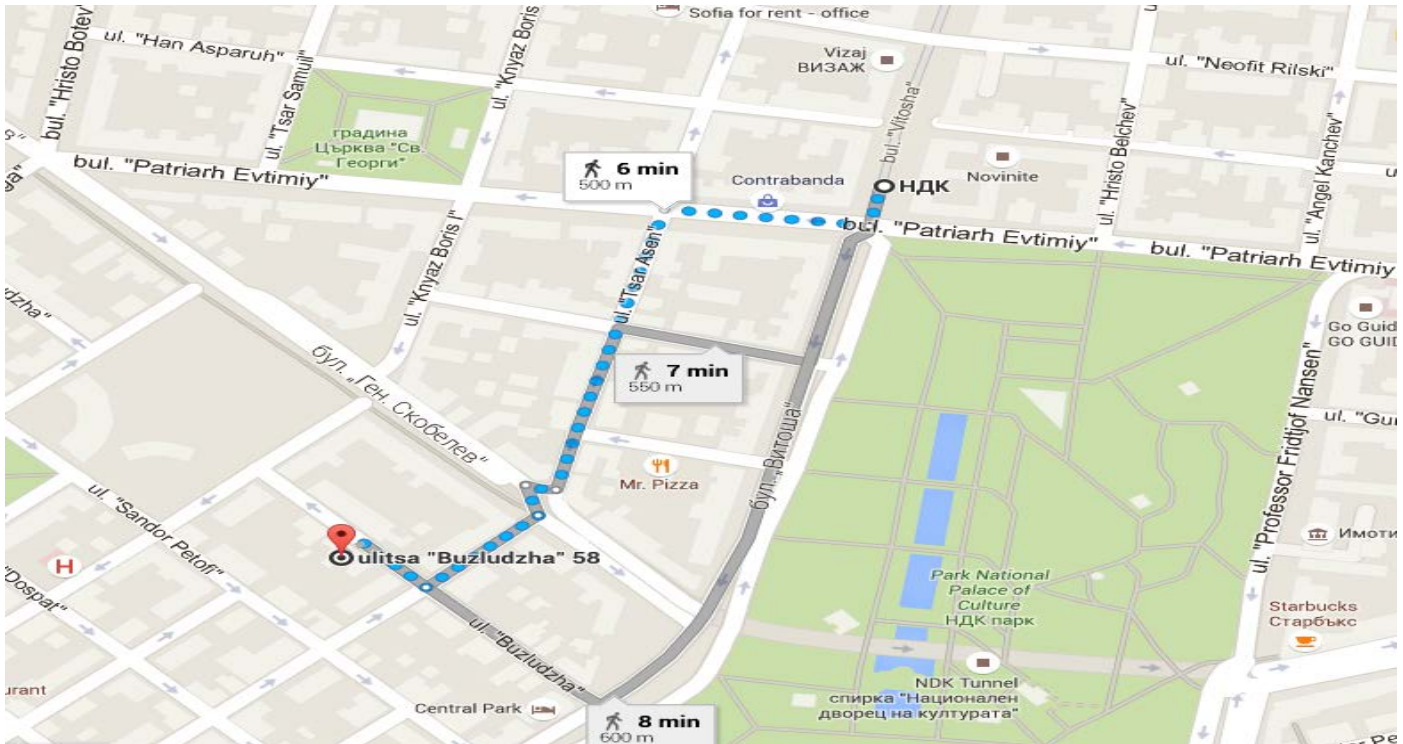 Sofia for rent - office
ul. "Han Asparuh"
bul. "Hristo Botev"
ul. "Tsar Samuil"
ul. "Knyaz Boris
Vizaj
ВИЗАЖ
ul. "Neofit Rilski"
bul. "Vitosha"
градина
Църква "Св.
Георги"
bul. "Patriarh Evtimiy"
6 min
500 m
Contrabanda
НДК
Novinite
ul. "Hristo Belchev"
ul. "Angel Kanchev"
bul. "Patriarh Evtimiy"
bul. "Patriarh Evtimiy
ul. "Knyaz Boris I"
ul. "Tsar Asen"
dzha"
бул. „Ген. Скобелев"
7 min
550 m
Go Guid
GO GUID
ul. "Professor Fridtjof Nansen"
ul. "Gur
бул. „Витоша"
Mr. Pizza
ul. "Sandor Petofi"
ulitsa "Buzludzha" 58
H
"Dospat"
Имоти
Park National
Palace of
Culture
НДК парк
Starbucks
Старбъкс
ul. "Buzludzha"
NDK Tunnel
спирка "Национален
дворец на културата"
urant
Central Park
8 min
600 m